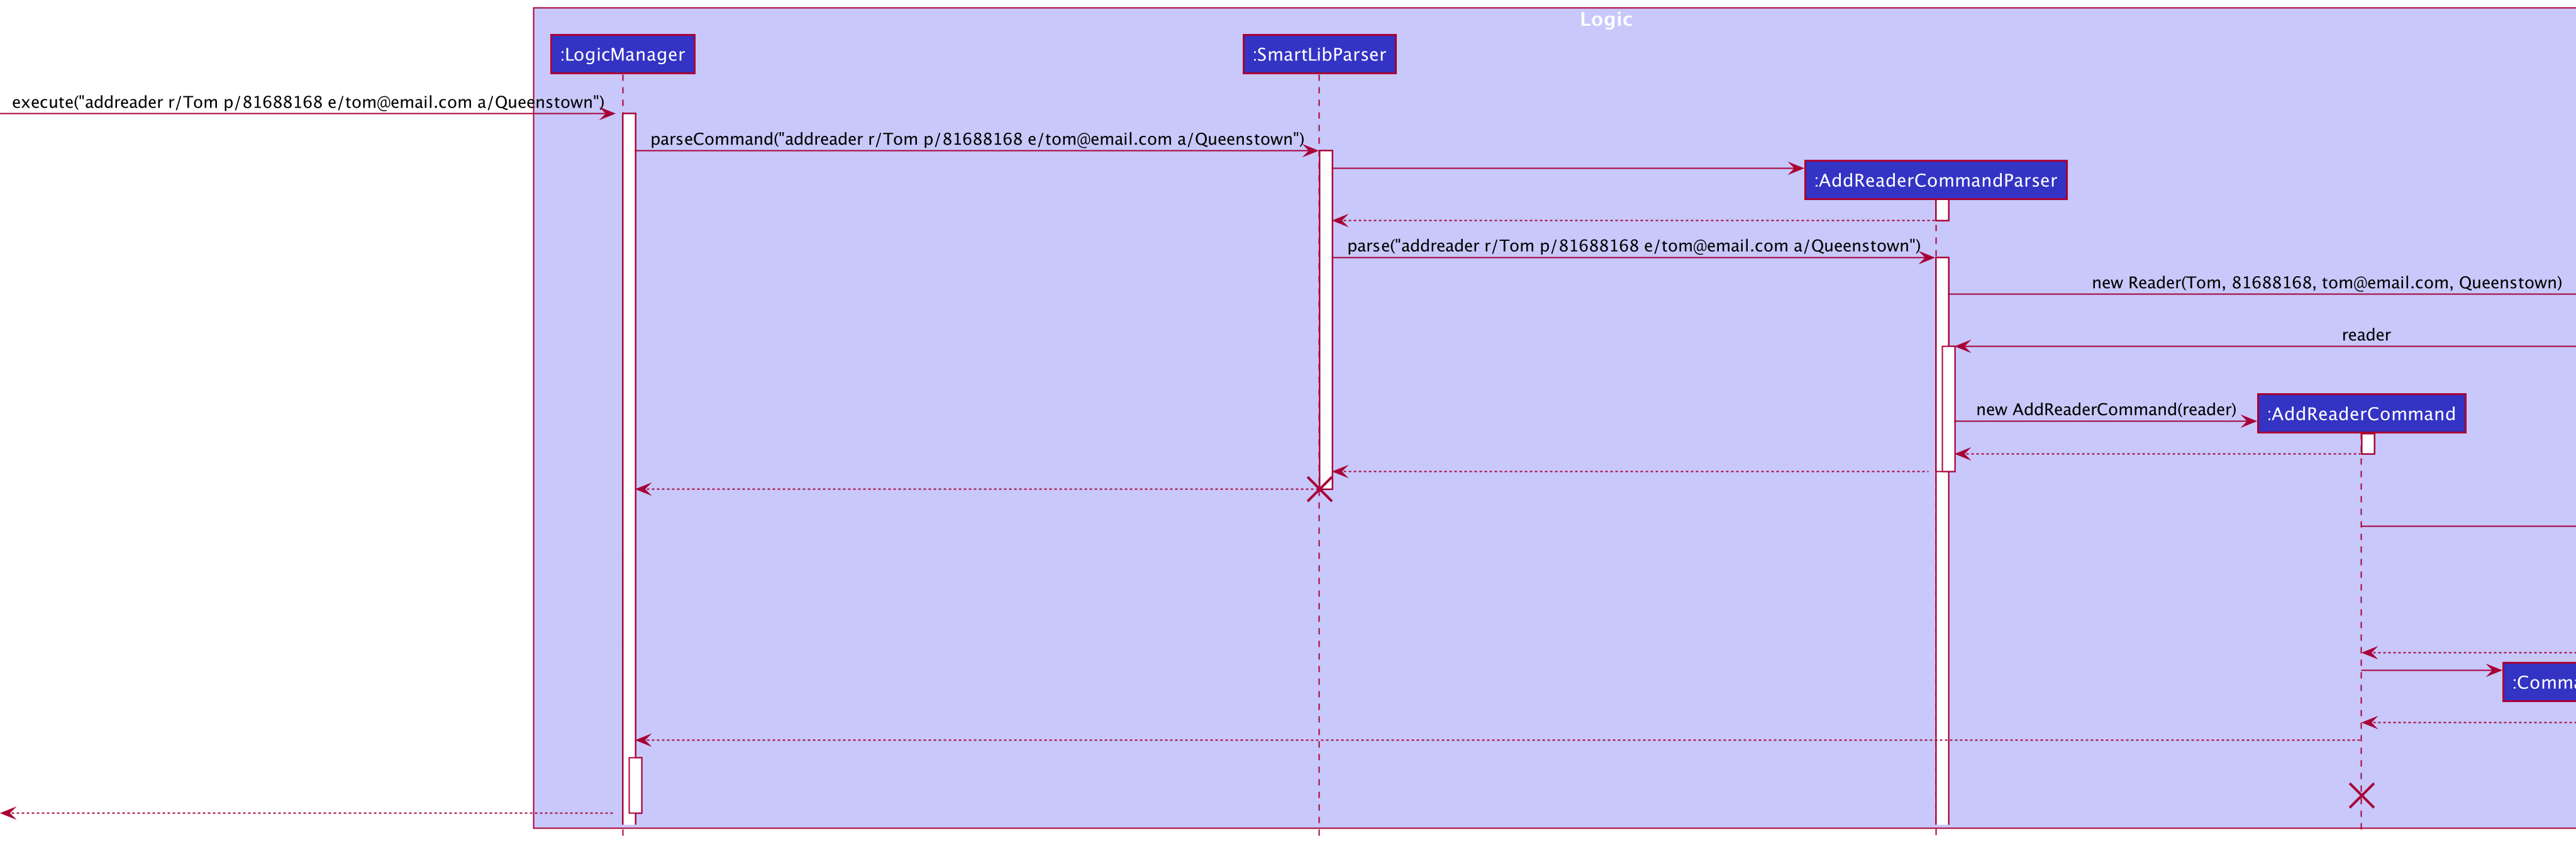 Logic
:LogicManager
:SmartLibParser
execute("addreader r/Tom p/81688168 e/tom@email.com a/Queenstown")
parseCommand("addreader r/Tom p/81688168 e/tom@email.com a/Queenstown")
:AddReaderCommandParser
parse("addreader r/Tom p/81688168 e/tom@email.com a/Queenstown")
new Reader(Tom, 81688168, tom@email.com, Queenstown)
reader
new AddReaderCommand(reader)
:AddReaderCommand